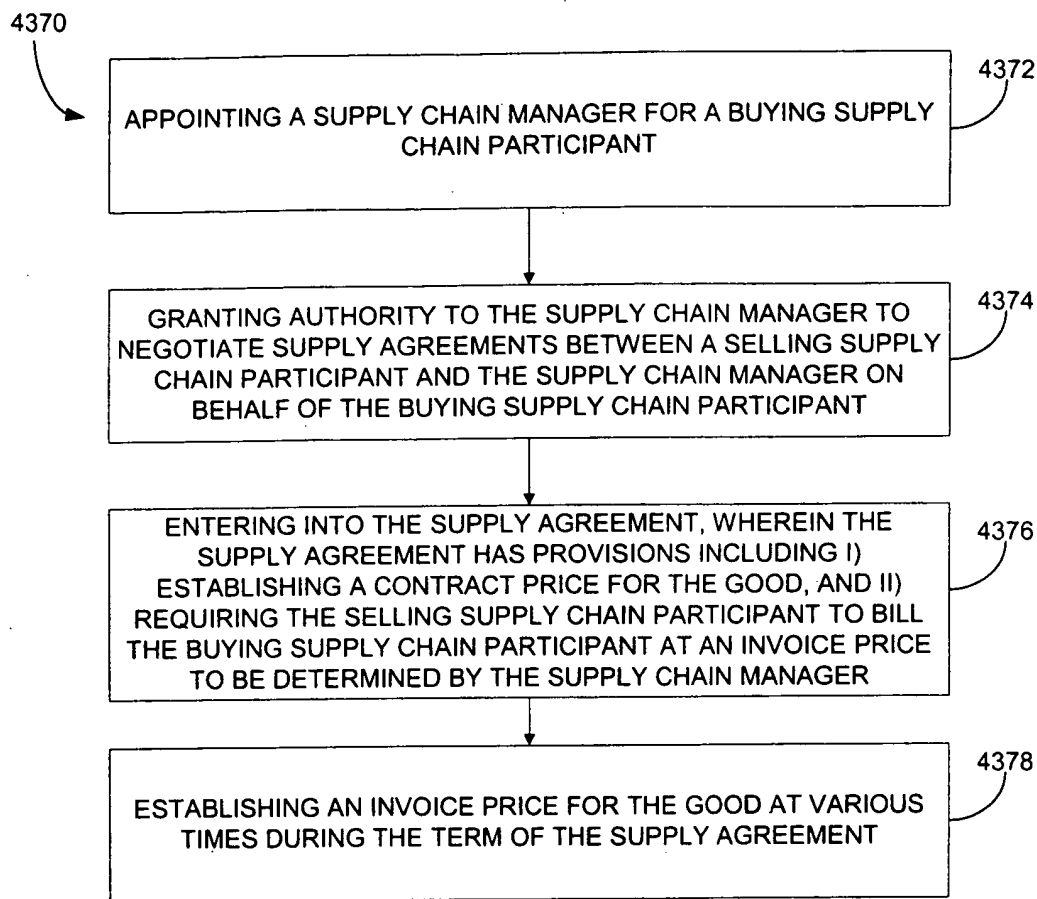 4370
4372
APPOINTING A SUPPLY CHAIN MANAGER FOR A BUYING SUPPLY
CHAIN PARTICIPANT
4374
GRANTING AUTHORITY TO THE SUPPLY CHAIN MANAGER TO
NEGOTIATE SUPPLY AGREEMENTS BETWEEN A SELLING SUPPLY
CHAIN PARTICIPANT AND THE SUPPLY CHAIN MANAGER ON
BEHALF OF THE BUYING SUPPLY CHAIN PARTICIPANT
4376
ENTERING INTO THE SUPPLY AGREEMENT, WHEREIN THE
SUPPLY AGREEMENT HAS PROVISIONS INCLUDING I)
ESTABLISHING A CONTRACT PRICE FOR THE GOOD, AND II)
REQUIRING THE SELLING SUPPLY CHAIN PARTICIPANT TO BILL
THE BUYING SUPPLY CHAIN PARTICIPANT AT AN INVOICE PRICE
TO BE DETERMINED BY THE SUPPLY CHAIN MANAGER
4378
ESTABLISHING AN INVOICE PRICE FOR THE GOOD AT VARIOUS
TIMES DURING THE TERM OF THE SUPPLY AGREEMENT